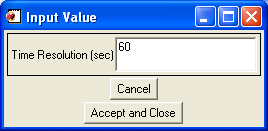 Input Value
Time Resolution (sec) 60
Cancel
Accept and Close